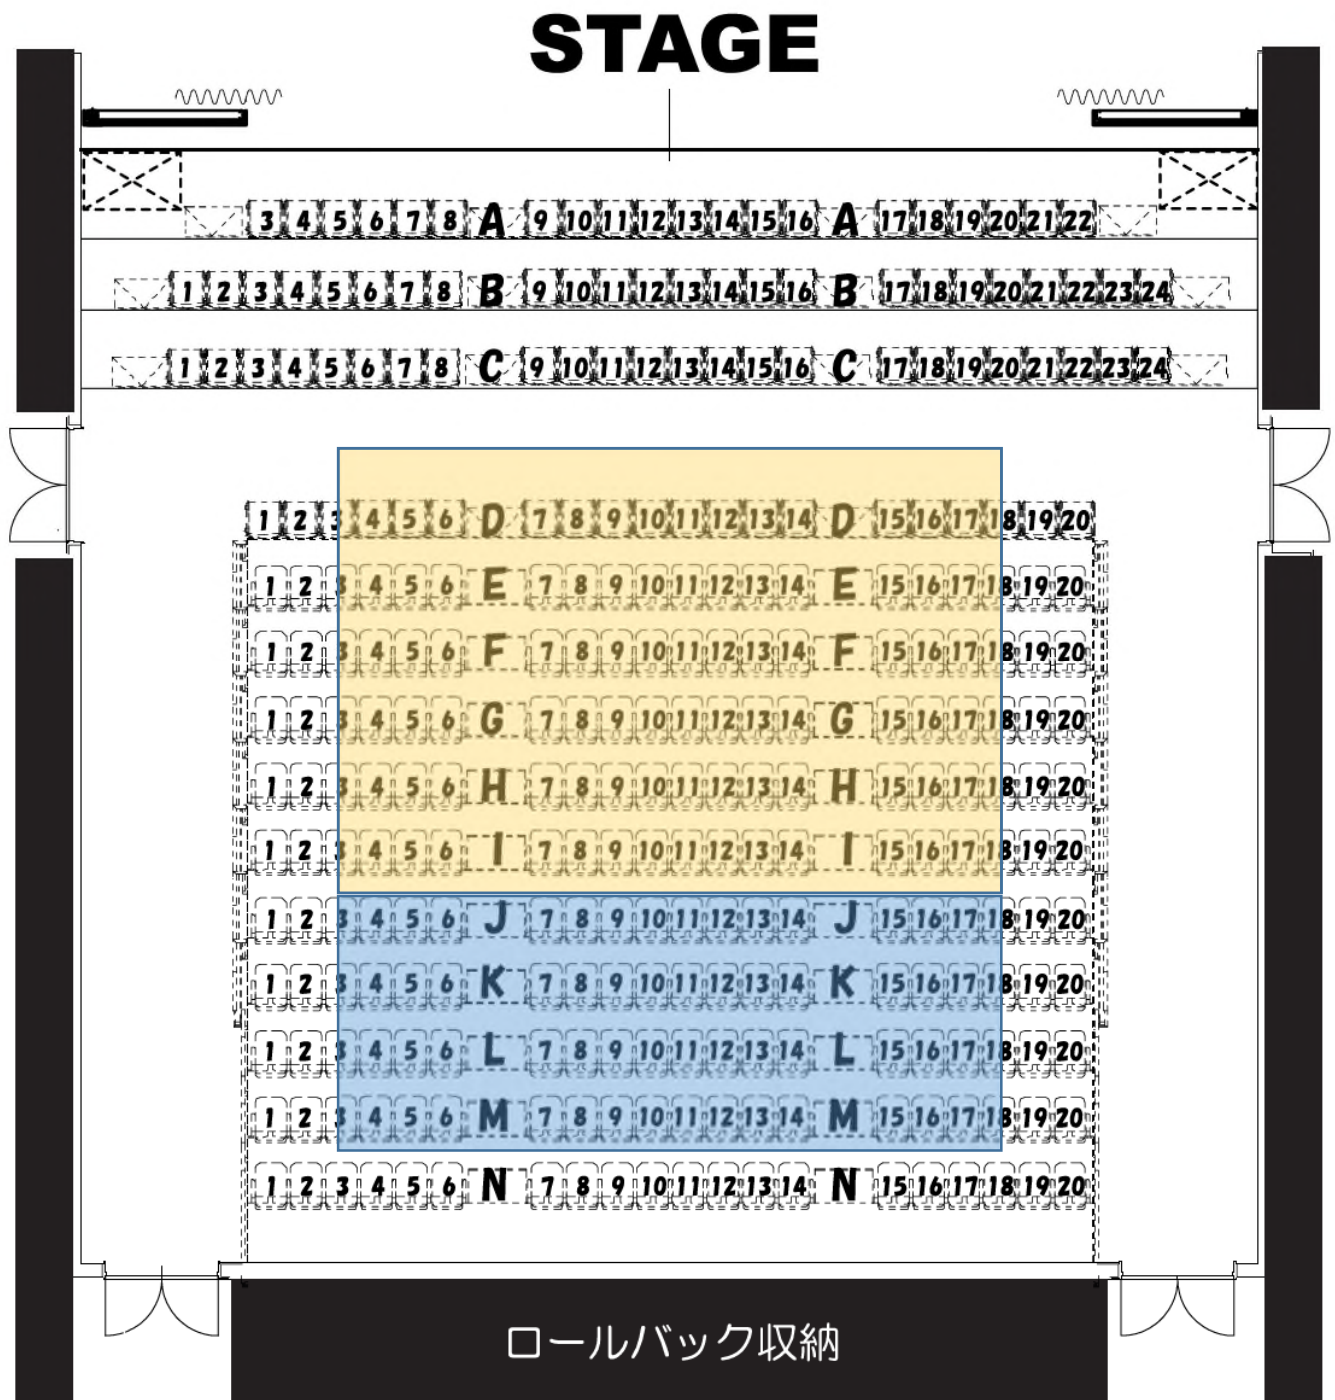 STAGE
3 4 5 6 7 8 A 9 10 11 12 13 14 15 16 A 17 18 19 20 21 22
1 2 3 4 5 6 7 8 B 9 10 11 12 13 14 15 16 B 17 18 19 20 21 22 23 24
1 2 3 4 5 6 7 8 C 9 10 11 12 13 14 15 16 C 17 18 19 20 21 22 23 24
1 2 3 4 5 6 D 7 8 9 10 11 12 13 14 D 15 16 17 18 19 20
1 2 3 4 5 6 E 7 8 9 10 11 12 13 14 E 15 16 17 18 19 20
1 2 3 4 5 6 F 7 8 9 10 11 12 13 14 F 15 16 17 18 19 20
1 2 3 4 5 6 G 7 8 9 10 11 12 13 14 G 15 16 17 18 19 20
1 2 3 4 5 6 H 7 8 9 10 11 12 13 14 H 15 16 17 18 19 20
1 2 3 4 5 6 I 7 8 9 10 11 12 13 14 I 15 16 17 18 19 20
1 2 3 4 5 6 J 7 8 9 10 11 12 13 14 J 15 16 17 18 19 20
1 2 3 4 5 6 K 7 8 9 10 11 12 13 14 K 15 16 17 18 19 20
1 2 3 4 5 6 L 7 8 9 10 11 12 13 14 L 15 16 17 18 19 20
1 2 3 4 5 6 M 7 8 9 10 11 12 13 14 M 15 16 17 18 19 20
1 2 3 4 5 6 N 7 8 9 10 11 12 13 14 N 15 16 17 18 19 20
ロールバック収納